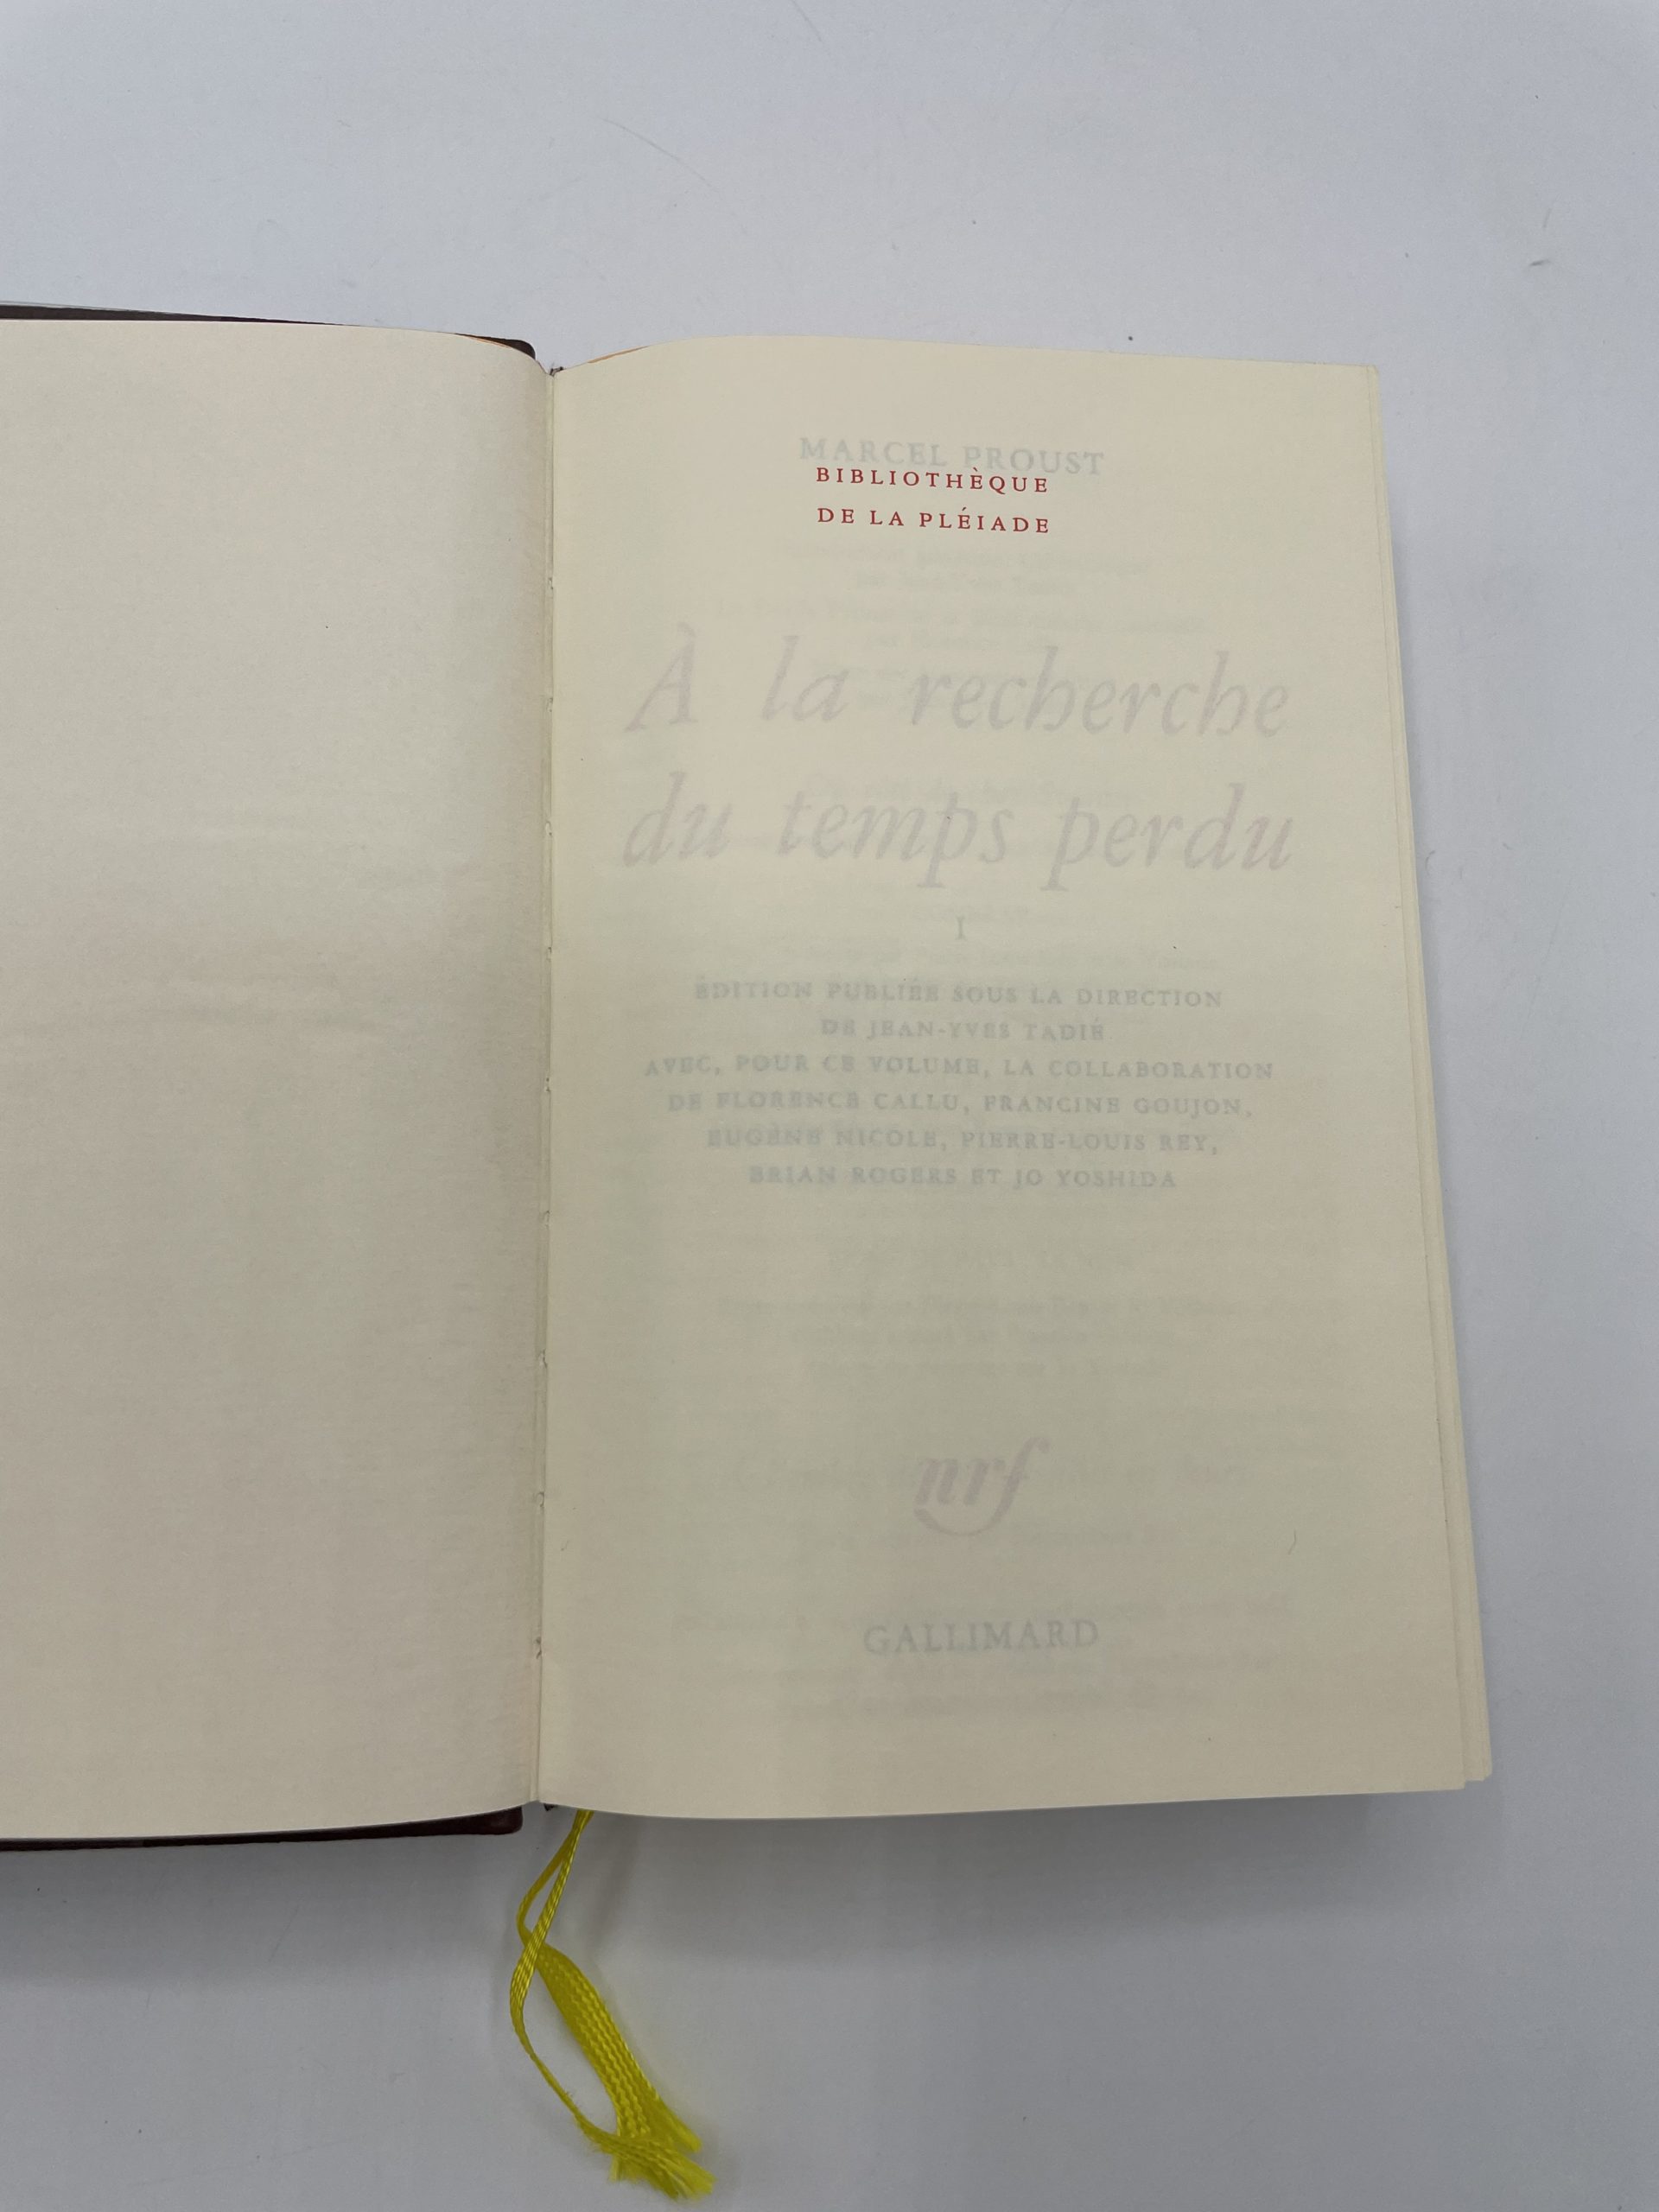 MARCEL PROUST
BIBLIOTHÈQUE
DE LA PLÉIADE
À la recherche
du temps perdu
I
ÉDITION PUBLIÉE SOUS LA DIRECTION
DE JEAN-YVES TADIÉ
AVEC, POUR CE VOLUME, LA COLLABORATION
DE FLORENCE CALLU, FRANCINE GOUJON,
EUGÈNE NICOLE, PIERRE-LOUIS REY,
BRIAN ROGERS ET JO YOSHIDA
nrf
GALLIMARD